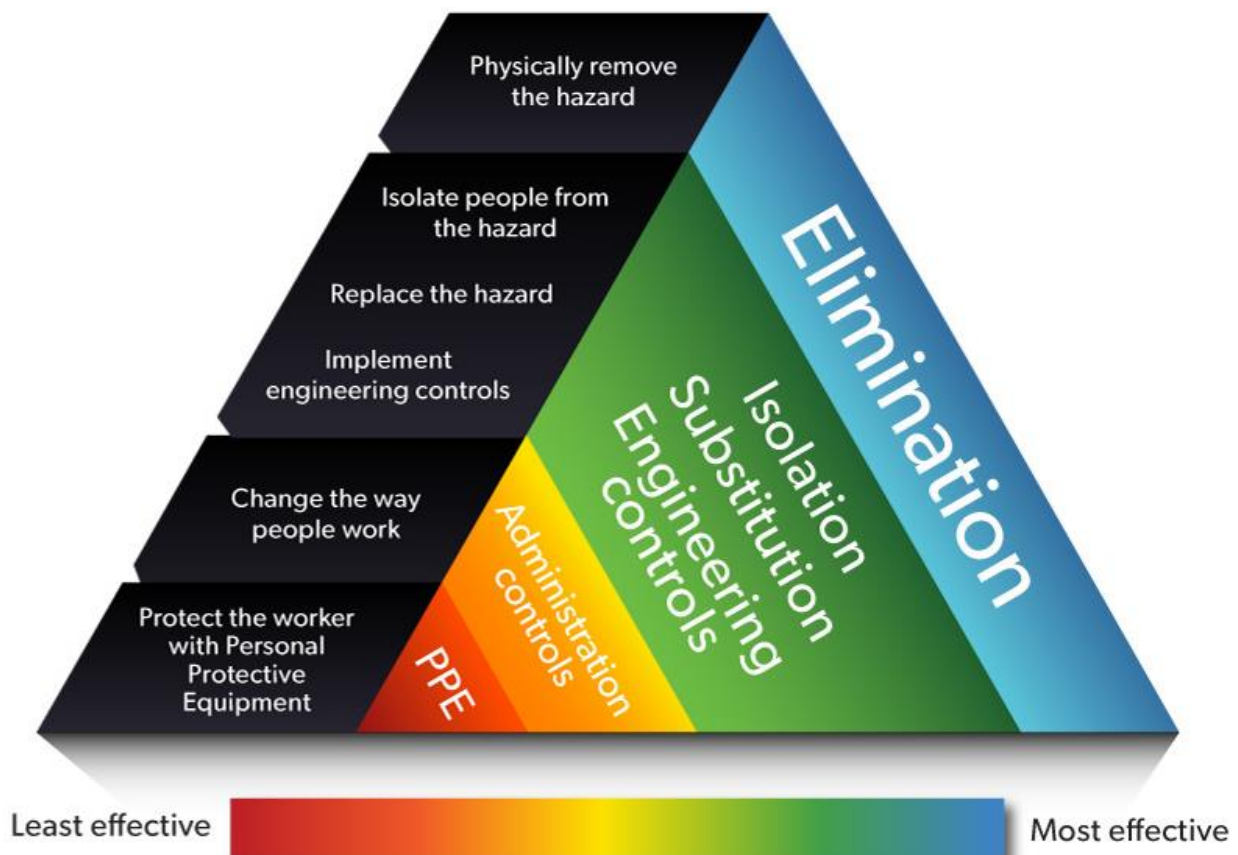 Physically remove
the hazard
Isolate people from
the hazard
Replace the hazard
Implement
engineering controls
Change the way
people work
Protect the worker
with Personal
Protective
Equipment
Elimination
Isolation
Substitution
Engineering
controls
Administration
controls
PPE
Least effective
Most effective